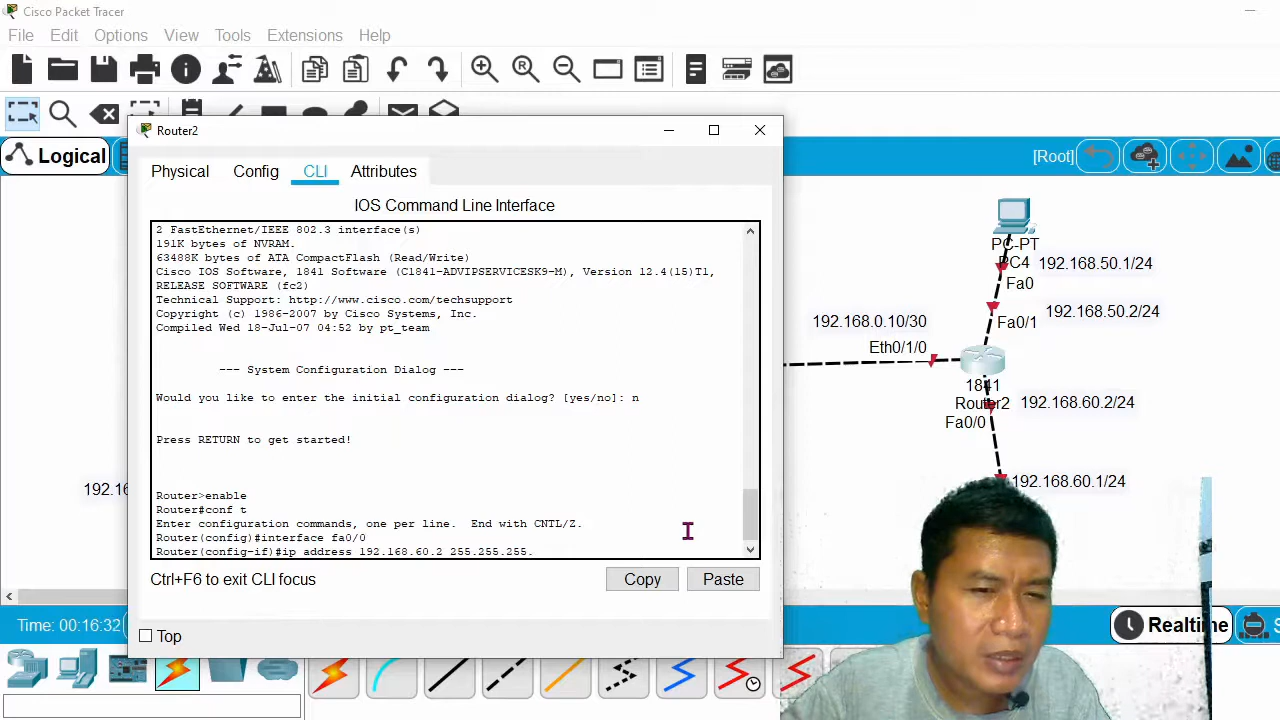 Cisco Packet Tracer
File Edit Options View Tools Extensions Help
Router2
Logical
[Root]
Physical Config CLI Attributes
IOS Command Line Interface
2 FastEthernet/IEEE 802.3 interface(s)
191K bytes of NVRAM.
63488K bytes of ATA CompactFlash (Read/Write)
Cisco IOS Software, 1841 Software (C1841-ADVIPSERVICESK9-M), Version 12.4(15)T1,
RELEASE SOFTWARE (fc2)
Technical Support: http://www.cisco.com/techsupport
Copyright (c) 1986-2007 by Cisco Systems, Inc.
Compiled Wed 18-Jul-07 04:52 by pt_team
--- System Configuration Dialog ---
Would you like to enter the initial configuration dialog? [yes/no]: n
Press RETURN to get started!
Router>enable
Router#conf t
Enter configuration commands, one per line. End with CNTL/Z.
Router(config)#interface fa0/0
Router(config-if)#ip address 192.168.60.2 255.255.255.
Ctrl+F6 to exit CLI focus
Copy Paste
Top
PC-PT
PC4 192.168.50.1/24
Fa0
192.168.50.2/24
192.168.0.10/30 Fa0/1
Eth0/1/0
1841
Router2 192.168.60.2/24
Fa0/0
192.168.60.1/24
192.16
Time: 00:16:32
Realtime
S